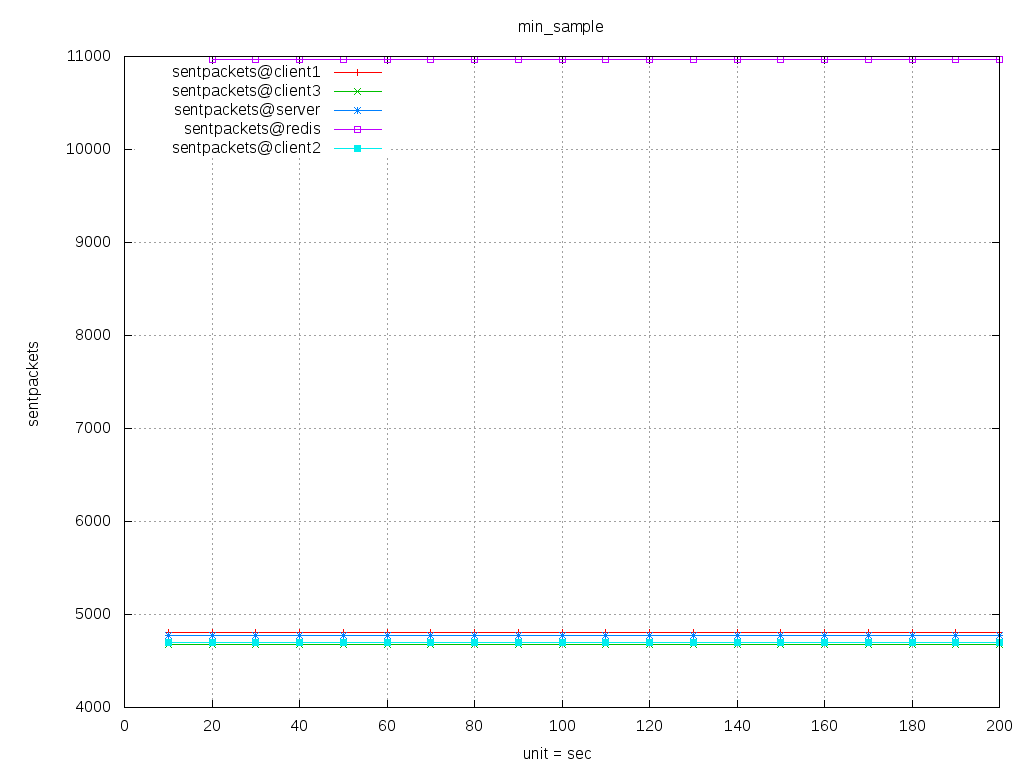 min_sample
11000
sentpackets@client1
sentpackets@client3
sentpackets@server
sentpackets@redis
sentpackets@client2
10000
9000
8000
7000
6000
5000
4000
sentpackets
0 20 40 60 80 100 120 140 160 180 200
unit = sec